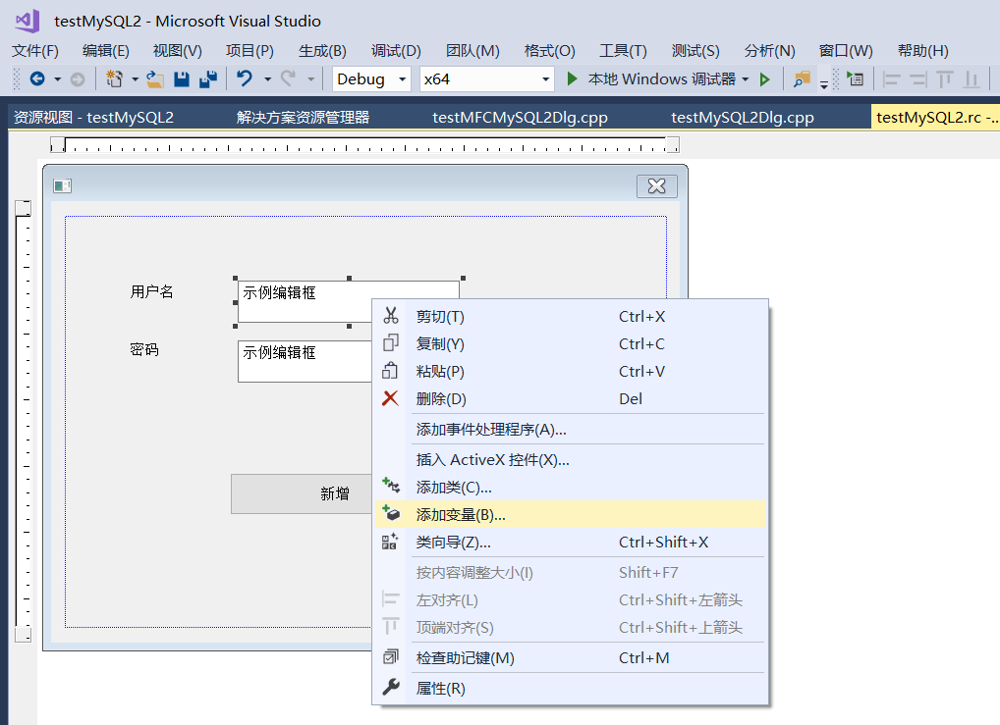 testMySQL2 - Microsoft Visual Studio
文件(F) 编辑(E) 视图(V) 项目(P) 生成(B) 调试(D) 团队(M) 格式(O) 工具(T) 测试(S) 分析(N) 窗口(W) 帮助(H)
Debug x64 本地 Windows 调试器
资源视图 - testMySQL2 解决方案资源管理器 testMFCMySQL2Dlg.cpp testMySQL2Dlg.cpp testMySQL2.rc -...
用户名 示例编辑框
密码 示例编辑框
新增
剪切(T) Ctrl+X
复制(Y) Ctrl+C
粘贴(P) Ctrl+V
删除(D) Del
添加事件处理程序(A)...
插入 ActiveX 控件(X)...
添加类(C)...
添加变量(B)...
类向导(Z)... Ctrl+Shift+X
按内容调整大小(I) Shift+F7
左对齐(L) Ctrl+Shift+左箭头
顶端对齐(S) Ctrl+Shift+上箭头
检查助记键(M) Ctrl+M
属性(R)